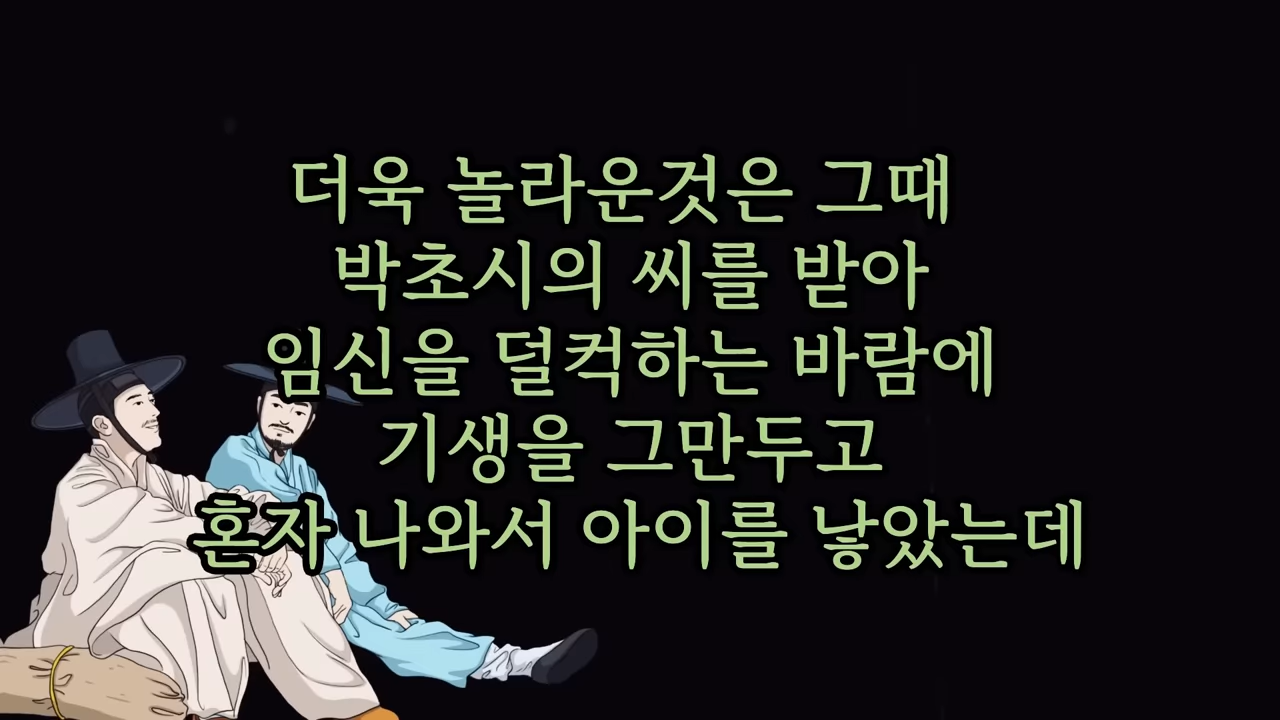 더욱 놀라운것은 그때
박초시의 씨를 받아
임신을 덜컥하는 바람에
기생을 그만두고
혼자 나와서 아이를 낳았는데